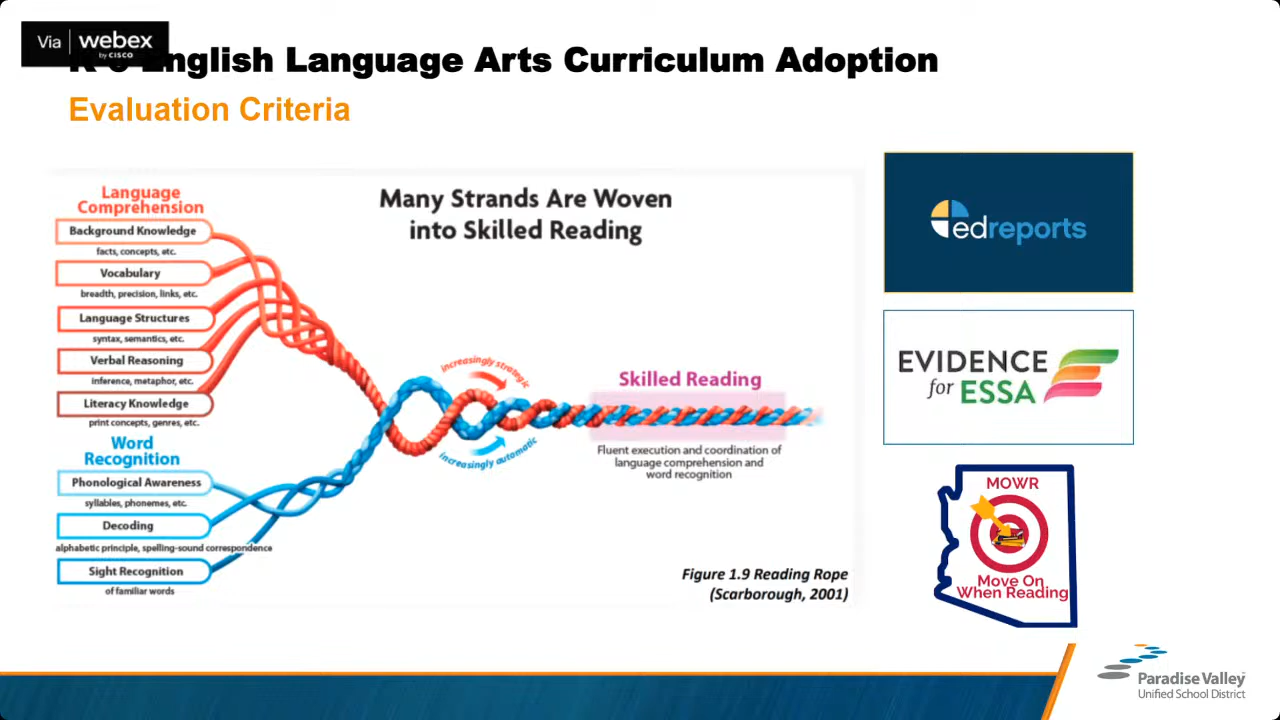 Via webex
by CISCO
English Language Arts Curriculum Adoption
Evaluation Criteria
Many Strands Are Woven
into Skilled Reading
Language
Comprehension
Background Knowledge
facts, concepts, etc.
Vocabulary
breadth, precision, links, etc.
Language Structures
syntax, semantics, etc.
Verbal Reasoning
inference, metaphor, etc.
Literacy Knowledge
print concepts, genres, etc.
Word
Recognition
Phonological Awareness
syllables, phonemes, etc.
Decoding
alphabetic principle, spelling-sound correspondence
Sight Recognition
of familiar words
increasingly strategic
increasingly automatic
Skilled Reading
Fluent execution and coordination of
language comprehension and
word recognition
Figure 1.9 Reading Rope
(Scarborough, 2001)
edreports
EVIDENCE
for ESSA
MOWR
Move On
When Reading
Paradise Valley
Unified School District